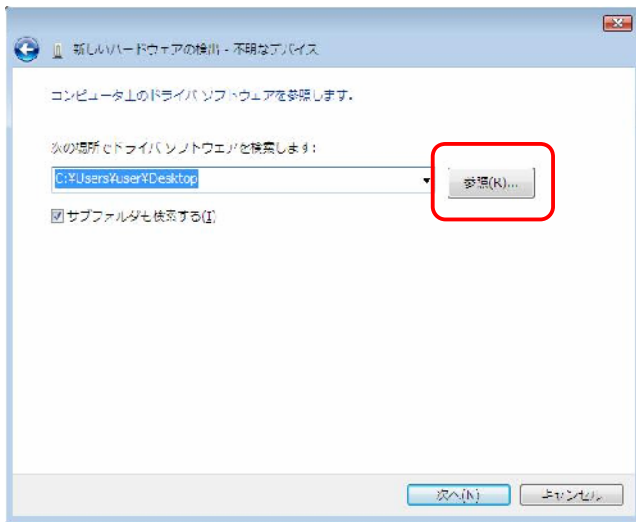 新しいハードウェアの検出 - 不明なデバイス
コンピュータ上のドライバ ソフトウェアを参照します。
次の場所でドライバ ソフトウェアを検索します:
C:¥Users¥user¥Desktop
参照(R)...
サブフォルダも検索する(I)
次へ(N)
キャンセル